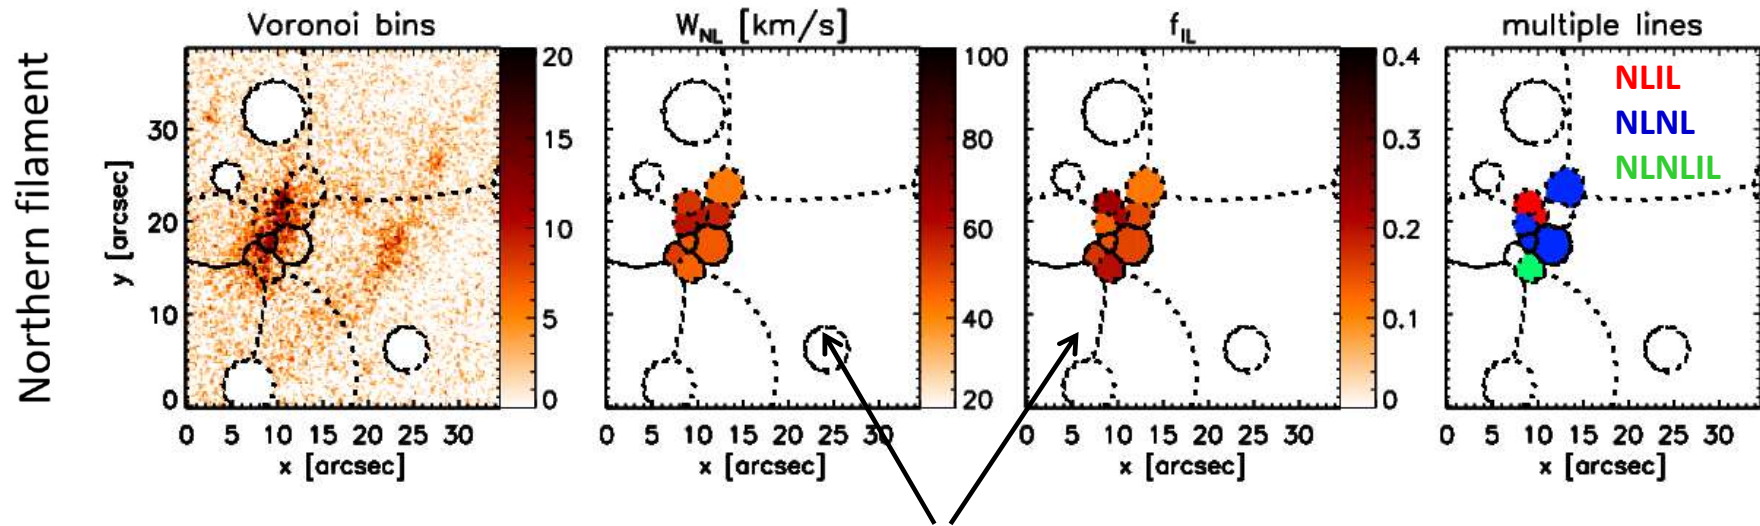 Northern filament
Voronoi bins
W_NL [km/s]
f_IL
multiple lines
NLIL
NLNL
NLNLIL
y [arcsec]
30
20
10
0
20
15
10
5
0
100
80
60
40
20
0.4
0.3
0.2
0.1
0
0 5 10 15 20 25 30
0 5 10 15 20 25 30
0 5 10 15 20 25 30
0 5 10 15 20 25 30
x [arcsec]
x [arcsec]
x [arcsec]
x [arcsec]